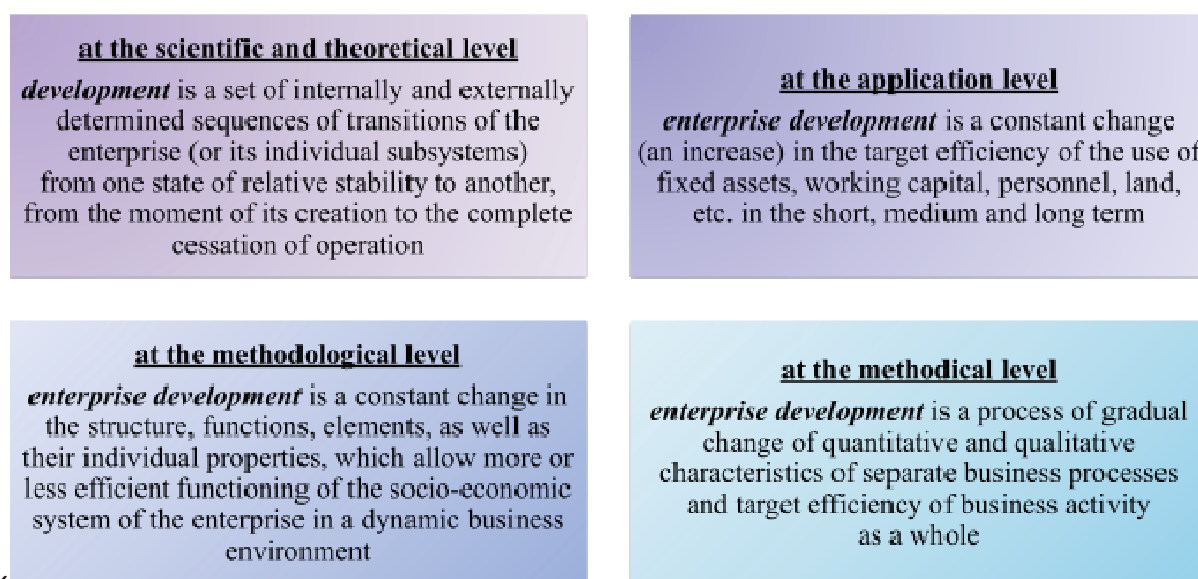 at the scientific and theoretical level
development is a set of internally and externally
determined sequences of transitions of the
enterprise (or its individual subsystems)
from one state of relative stability to another,
from the moment of its creation to the complete
cessation of operation
at the application level
enterprise development is a constant change
(an increase) in the target efficiency of the use of
fixed assets, working capital, personnel, land,
etc. in the short, medium and long term
at the methodological level
enterprise development is a constant change in
the structure, functions, elements, as well as
their individual properties, which allow more or
less efficient functioning of the socio-economic
system of the enterprise in a dynamic business
environment
at the methodical level
enterprise development is a process of gradual
change of quantitative and qualitative
characteristics of separate business processes
and target efficiency of business activity
as a whole